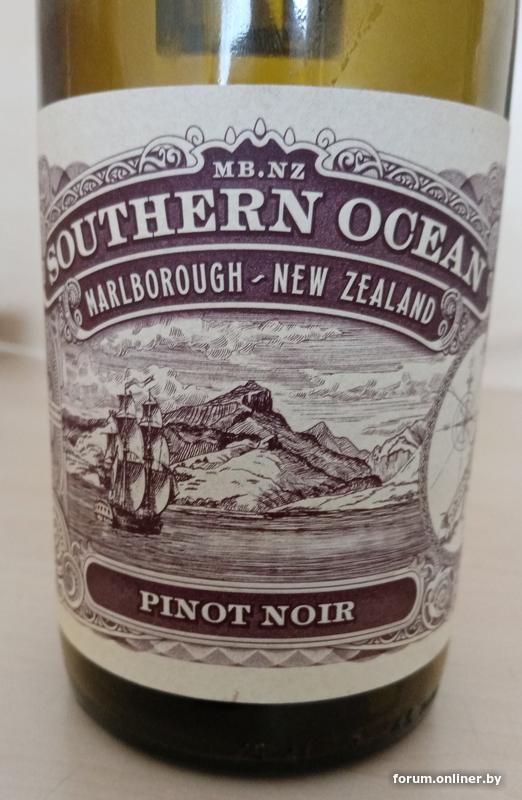 MB.NZ
SOUTHERN OCEAN
MARLBOROUGH ~ NEW ZEALAND
PINOT NOIR
forum.onliner.by